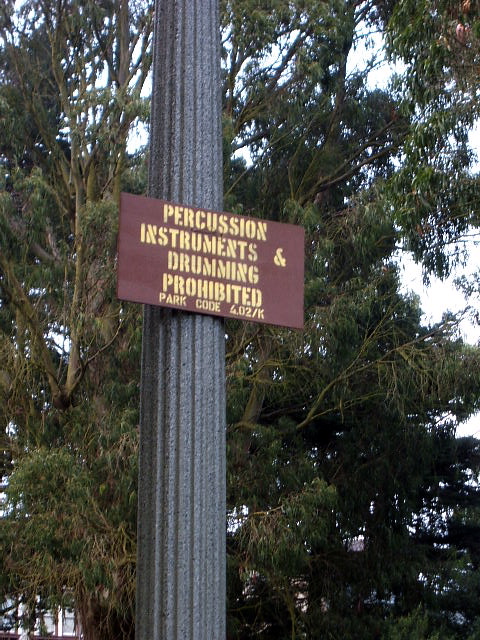 PERCUSSION
INSTRUMENTS &
DRUMMING
PROHIBITED
PARK CODE 4.02/K